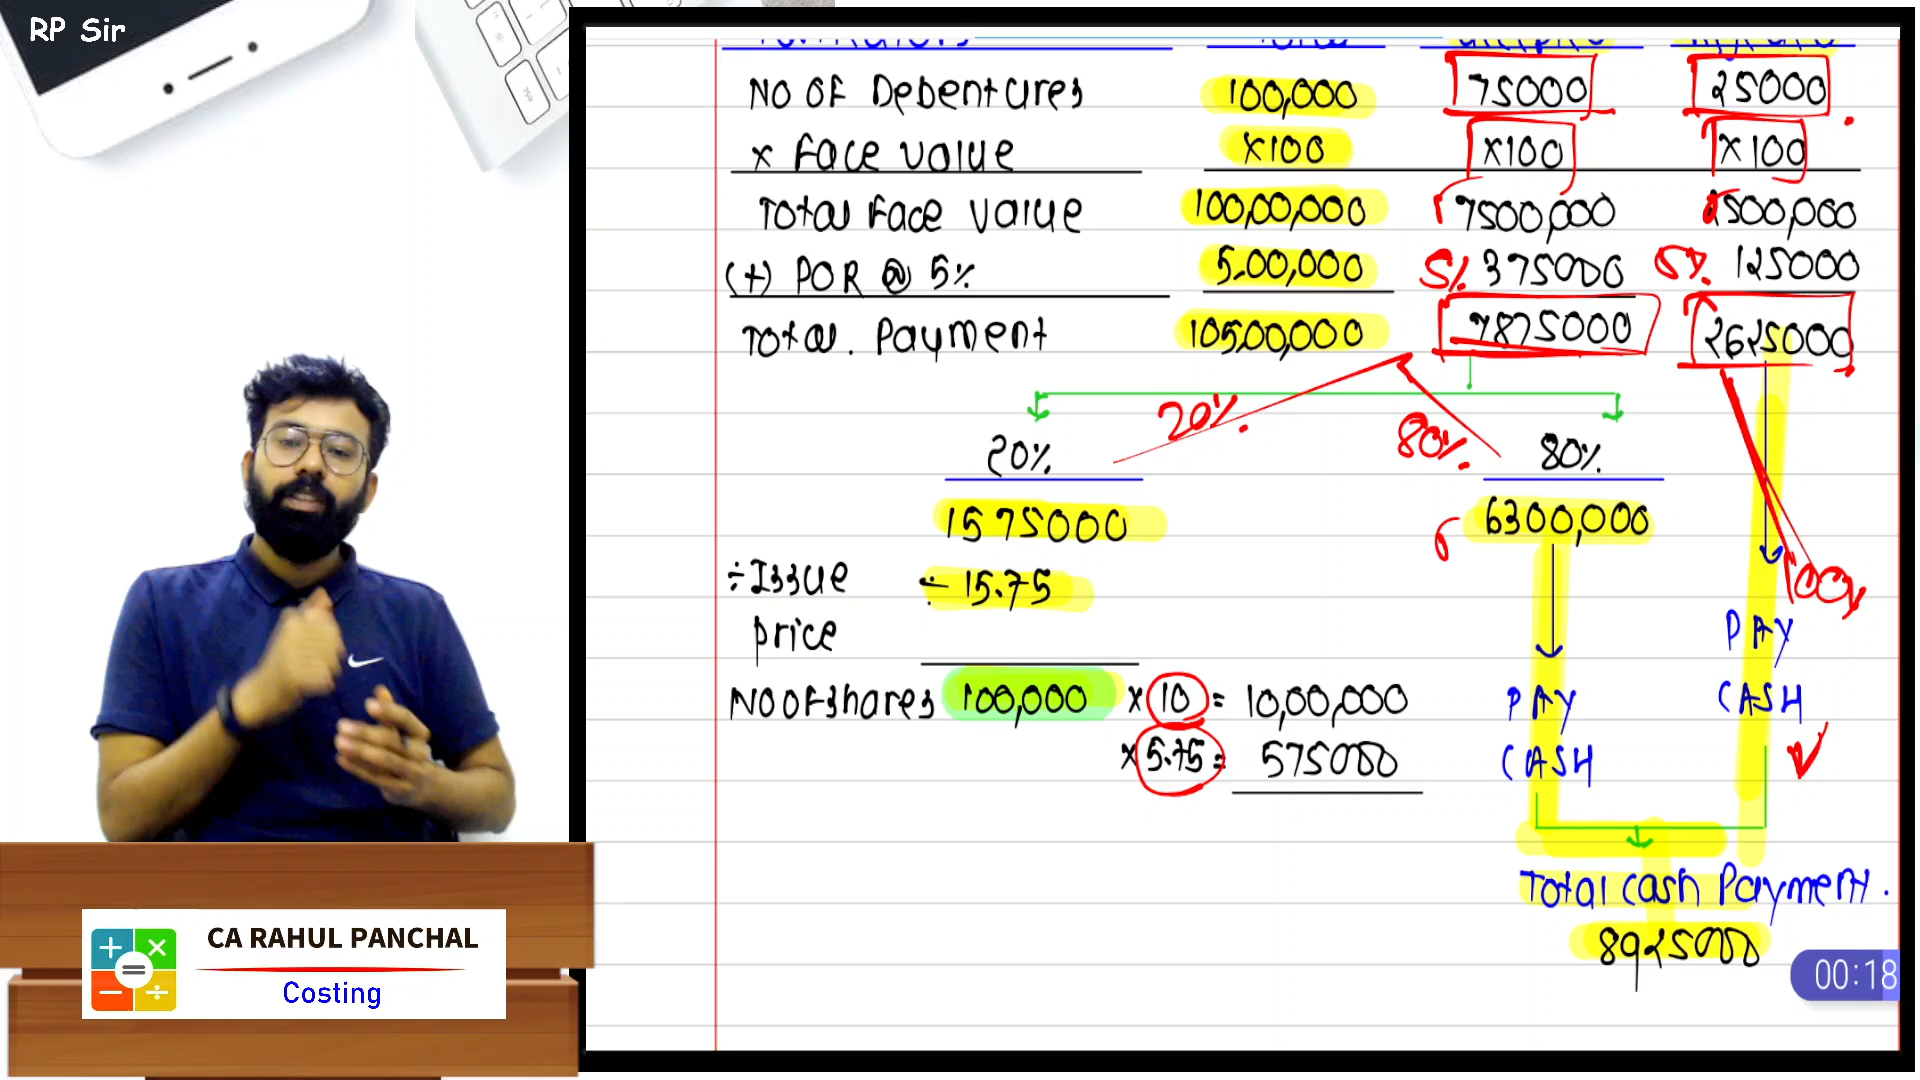 RP Sir
NO OF Debentures 100,000 75000 25000
x Face value x100 x100 x100
Total Face Value 100,00,000 7500,000 2500,000
(+) POR @ 5% 5,00,000 5% 375000 5% 125000
Total. Payment 10500,000 7875000 2625000
20% 80%
20% 80%
1575000 6300,000
÷ Issue ÷ 15.75 100%
price PAY
No of shares 100,000 x 10 = 10,00,000 PAY CASH
x 5.75 = 575000 CASH
Total Cash Payment.
8925000
CA RAHUL PANCHAL
Costing
00:18